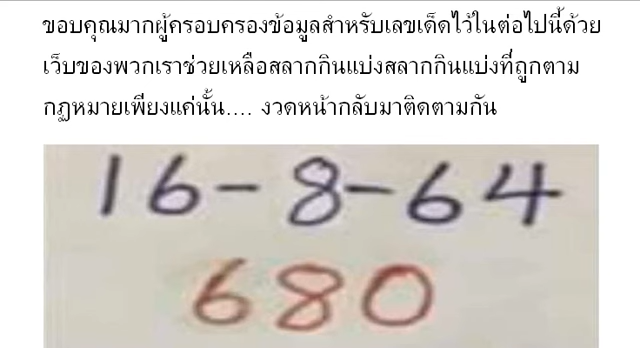 ขอบคุณมากผู้ครอบครองข้อมูลสำหรับเลขเด็ดไว้ในต่อไปนี้ด้วย
เว็บของพวกเราช่วยเหลือสลากกินแบ่งสลากกินแบ่งที่ถูกตาม
กฎหมายเพียงแค่นั้น.... งวดหน้ากลับมาติดตามกัน
16-8-64
680